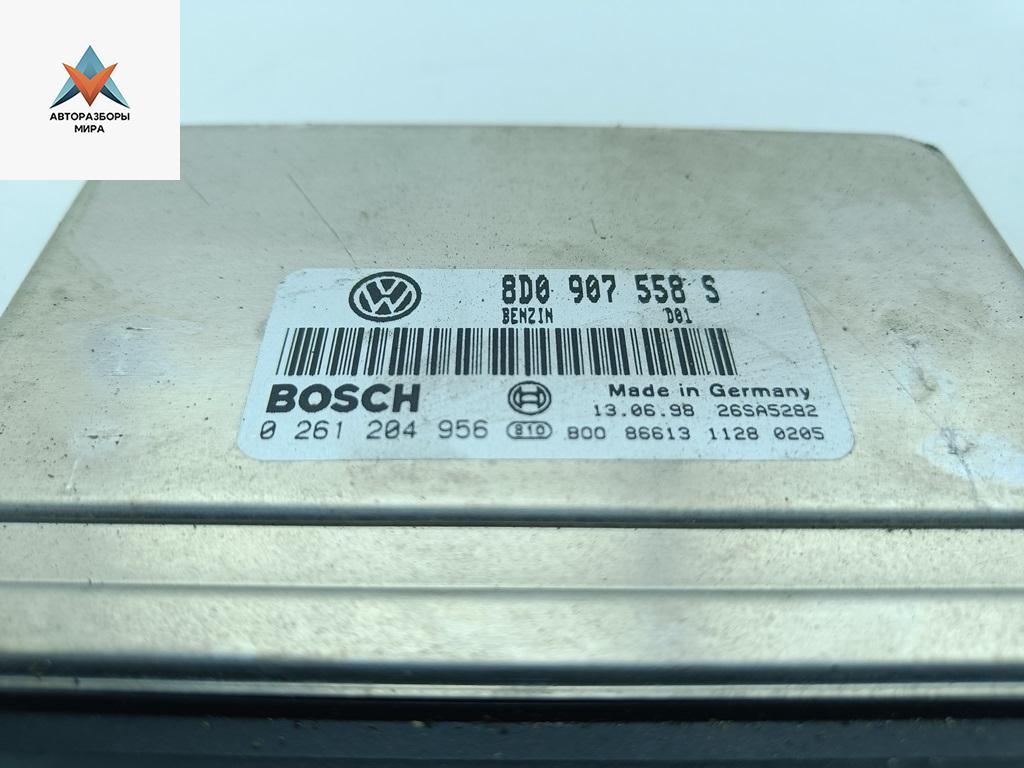 АВТОРАЗБОРЫ
МИРА
8D0 907 558 S
BENZIN D01
BOSCH
Made in Germany
13.06.98 26SA5282
0 261 204 956 810 B00 86613 1128 0205